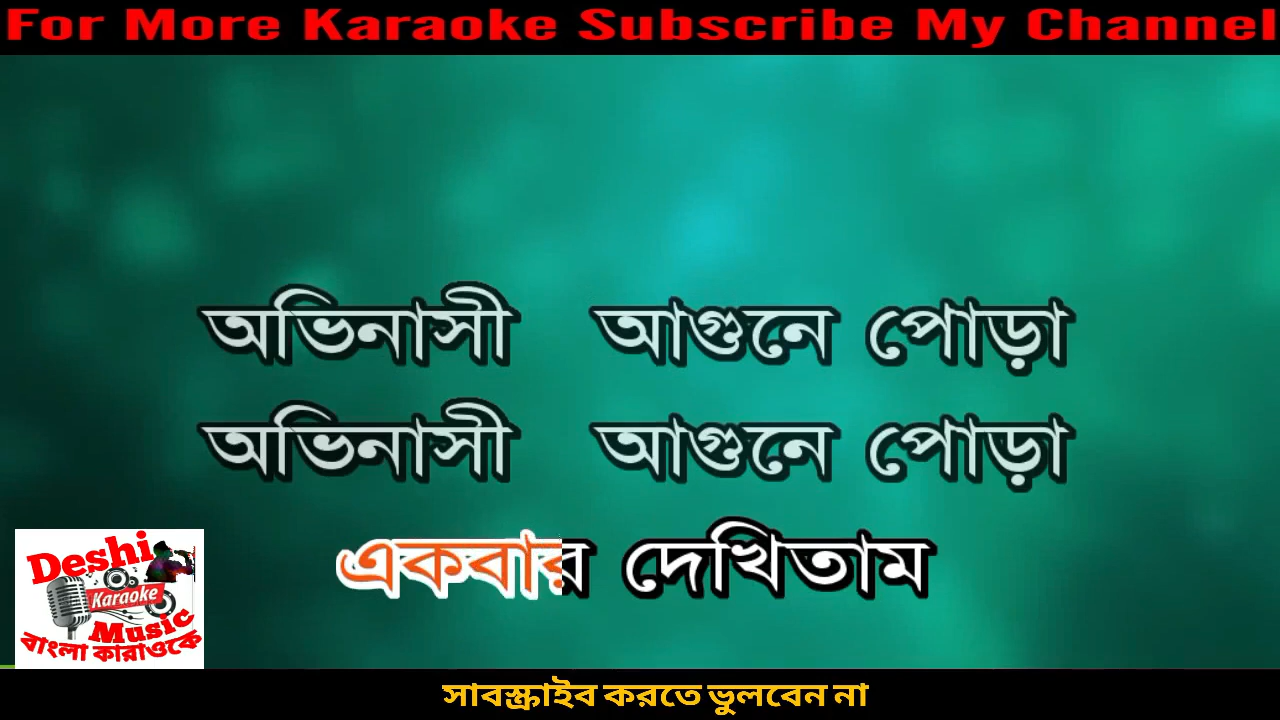 For More Karaoke Subscribe My Channel
অভিনাসী আগুনে পোড়া
অভিনাসী আগুনে পোড়া
একবার দেখিতাম
Deshi
Karaoke
Music
বাংলা কারাওকে
সাবস্ক্রাইব করতে ভুলবেন না